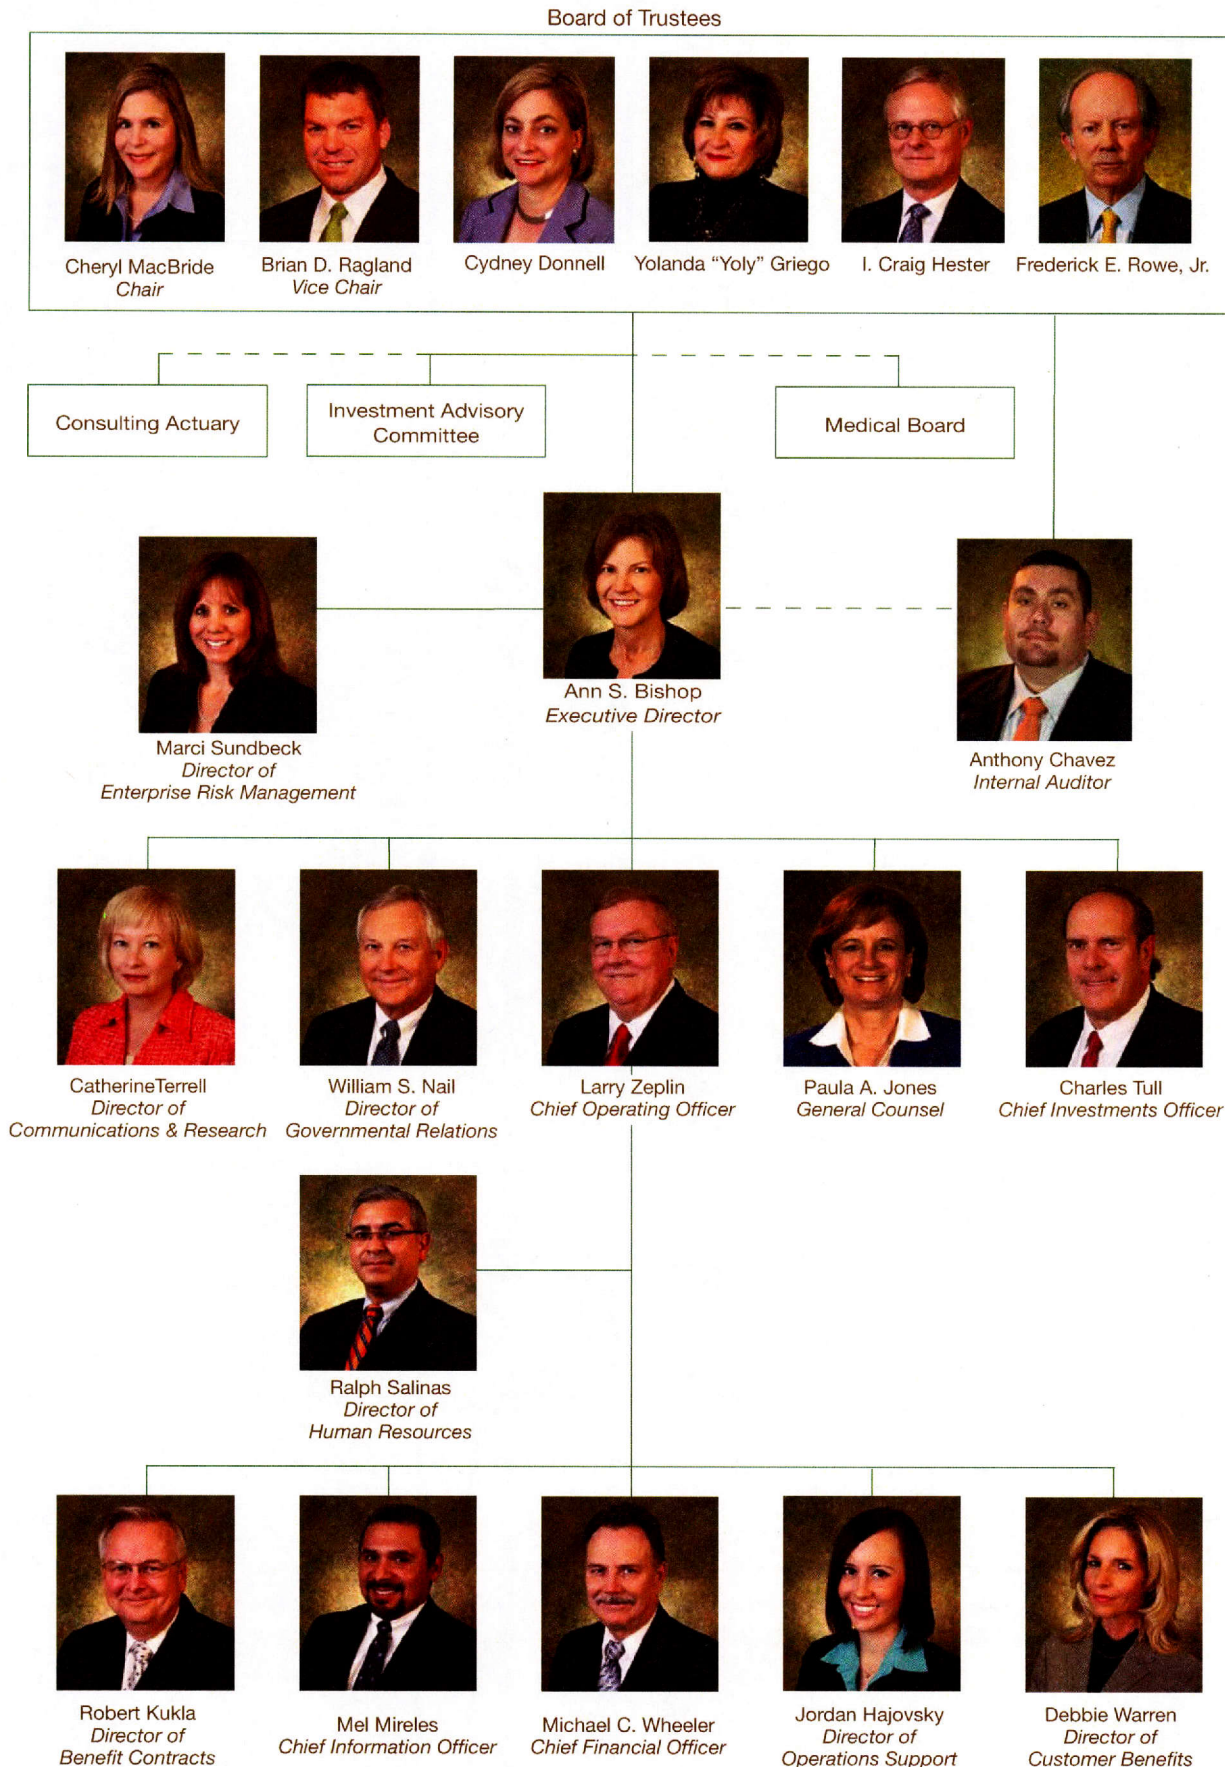 Board of Trustees
Cheryl MacBride
Chair
Brian D. Ragland
Vice Chair
Cydney Donnell
Yolanda “Yoly” Griego
I. Craig Hester
Frederick E. Rowe, Jr.
Consulting Actuary
Investment Advisory
Committee
Medical Board
Ann S. Bishop
Executive Director
Marci Sundbeck
Director of
Enterprise Risk Management
Anthony Chavez
Internal Auditor
CatherineTerrell
Director of
Communications & Research
William S. Nail
Director of
Governmental Relations
Larry Zeplin
Chief Operating Officer
Paula A. Jones
General Counsel
Charles Tull
Chief Investments Officer
Ralph Salinas
Director of
Human Resources
Robert Kukla
Director of
Benefit Contracts
Mel Mireles
Chief Information Officer
Michael C. Wheeler
Chief Financial Officer
Jordan Hajovsky
Director of
Operations Support
Debbie Warren
Director of
Customer Benefits